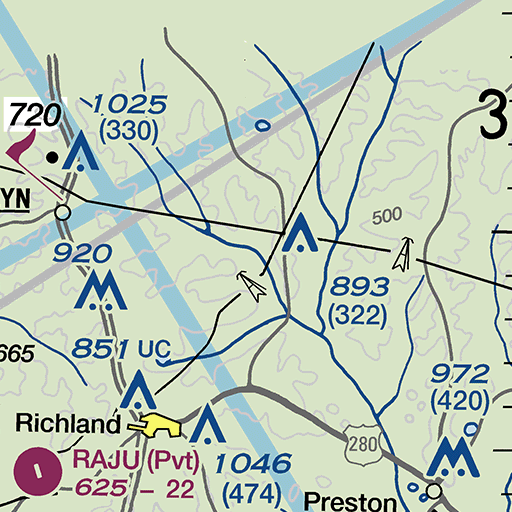 1025
(330)
720
3
YN
500
920
893
(322)
665
851 UC
972
(420)
Richland
280
RAJU (Pvt)
625 - 22
1046
(474)
Preston